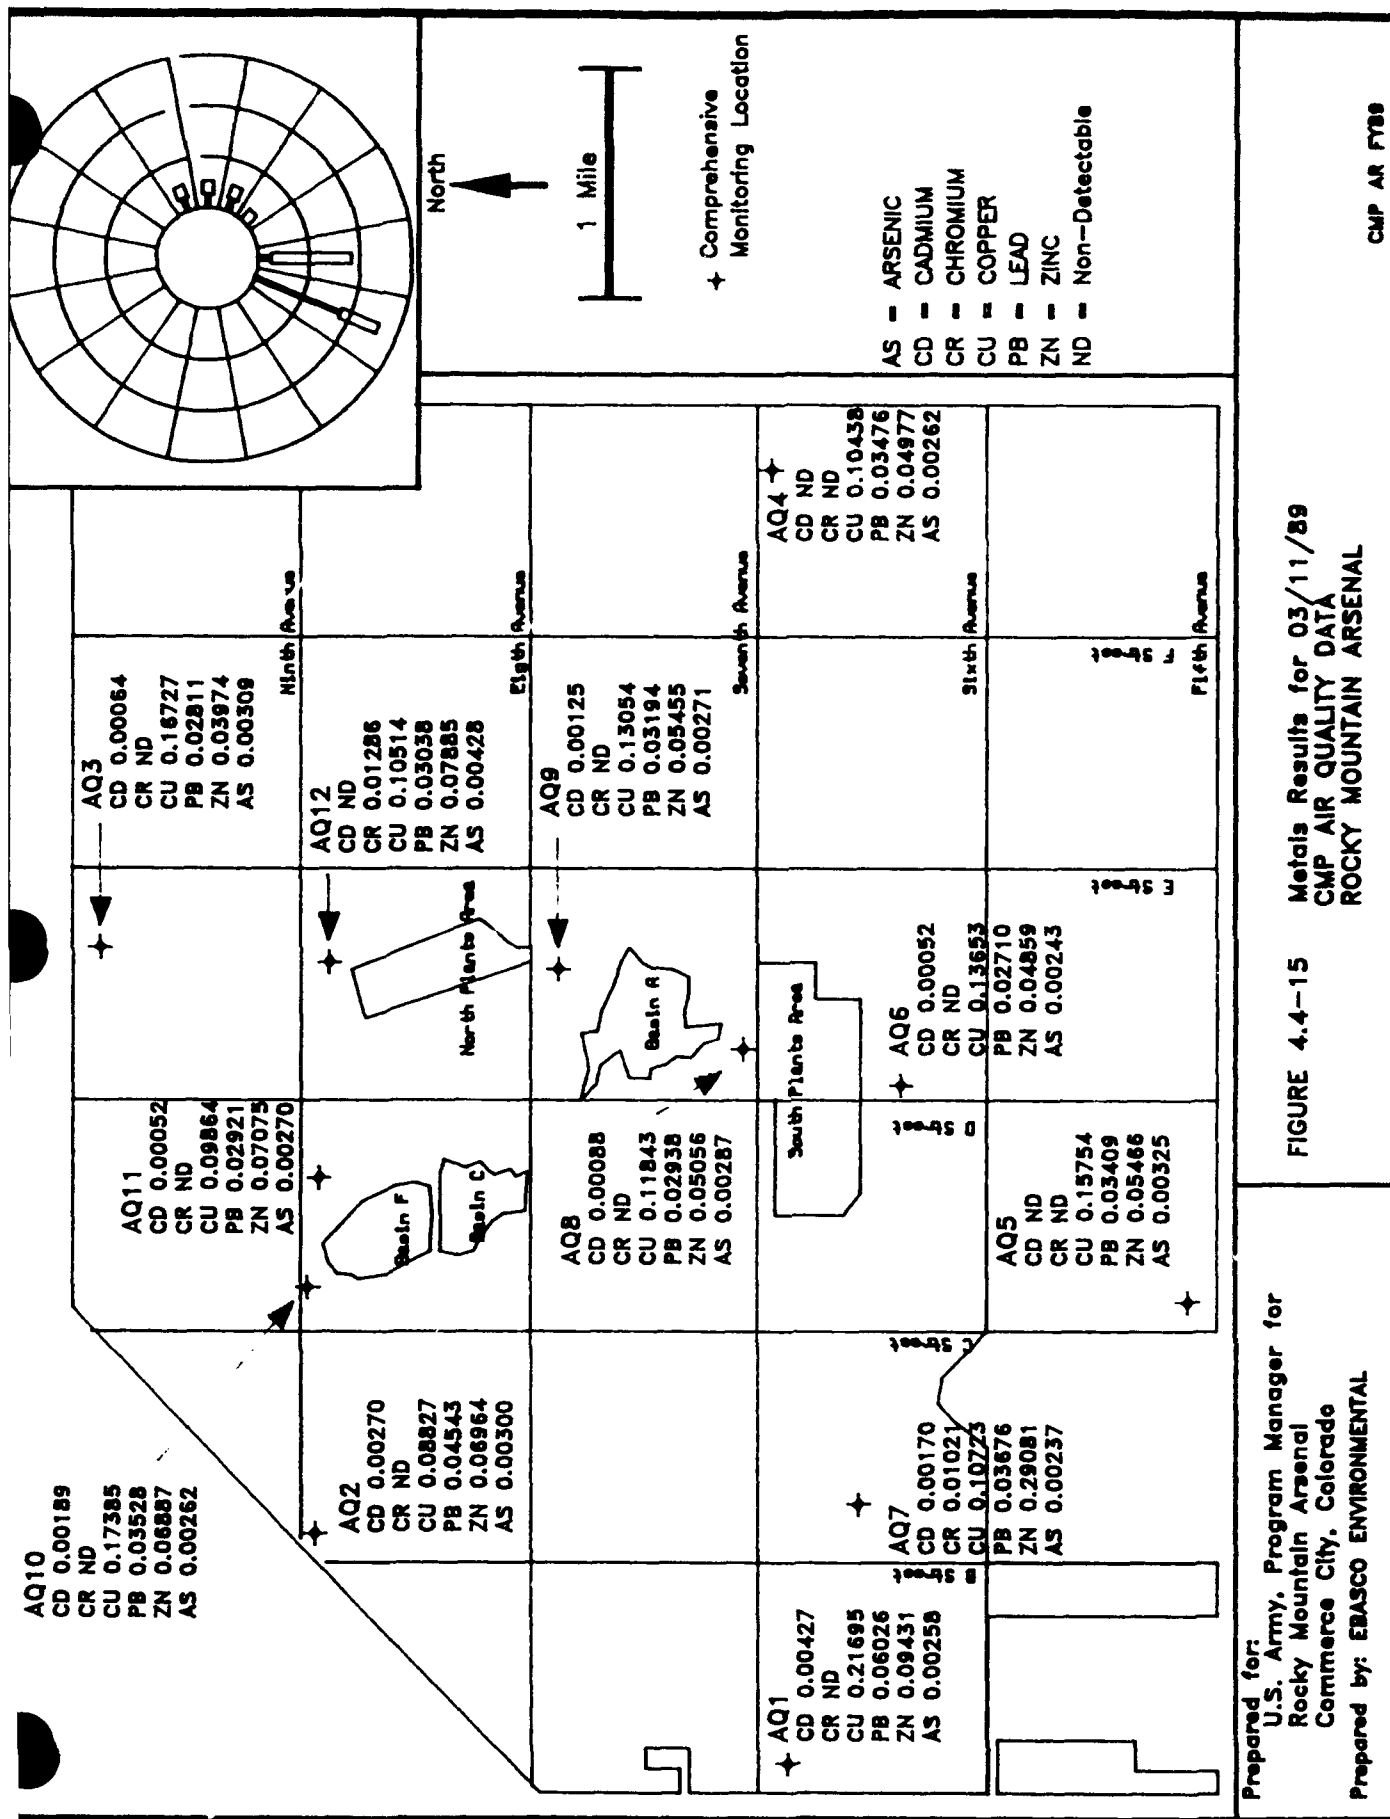 AQ10
CD 0.00189
CR ND
CU 0.17385
PB 0.03528
ZN 0.06887
AS 0.00262
AQ11
CD 0.00052
CR ND
CU 0.09864
PB 0.02921
ZN 0.07075
AS 0.00270
AQ3
CD 0.00064
CR ND
CU 0.16727
PB 0.02811
ZN 0.03974
AS 0.00309
Ninth Avenue
AQ2
CD 0.00270
CR ND
CU 0.08827
PB 0.04543
ZN 0.06964
AS 0.00300
Basin F
Basin C
North Plants Area
AQ12
CD ND
CR 0.01286
CU 0.10514
PB 0.03038
ZN 0.07885
AS 0.00428
Eigth Avenue
AQ8
CD 0.00088
CR ND
CU 0.11843
PB 0.02938
ZN 0.05056
AS 0.00287
Basin A
AQ9
CD 0.00125
CR ND
CU 0.13054
PB 0.03194
ZN 0.05455
AS 0.00271
Seventh Avenue
AQ1
CD 0.00427
CR ND
CU 0.21695
PB 0.06026
ZN 0.09431
AS 0.00258
AQ7
CD 0.00170
CR 0.01021
CU 0.10723
PB 0.03676
ZN 0.29081
AS 0.00237
South Plants Area
AQ6
CD 0.00052
CR ND
CU 0.13653
PB 0.02710
ZN 0.04859
AS 0.00243
AQ4
CD ND
CR ND
CU 0.10438
PB 0.03476
ZN 0.04977
AS 0.00262
Sixth Avenue
B Street
C Street
D Street
E Street
F Street
AQ5
CD ND
CR ND
CU 0.15754
PB 0.03409
ZN 0.05466
AS 0.00325
Fifth Avenue
North
1 Mile
Comprehensive
Monitoring Location
AS = ARSENIC
CD = CADMIUM
CR = CHROMIUM
CU = COPPER
PB = LEAD
ZN = ZINC
ND = Non-Detectable
Prepared for:
U.S. Army, Program Manager for
Rocky Mountain Arsenal
Commerce City, Colorado
Prepared by: EBASCO ENVIRONMENTAL
FIGURE 4.4-15 Metals Results for 03/11/89
CMP AIR QUALITY DATA
ROCKY MOUNTAIN ARSENAL
CMP AR FY89